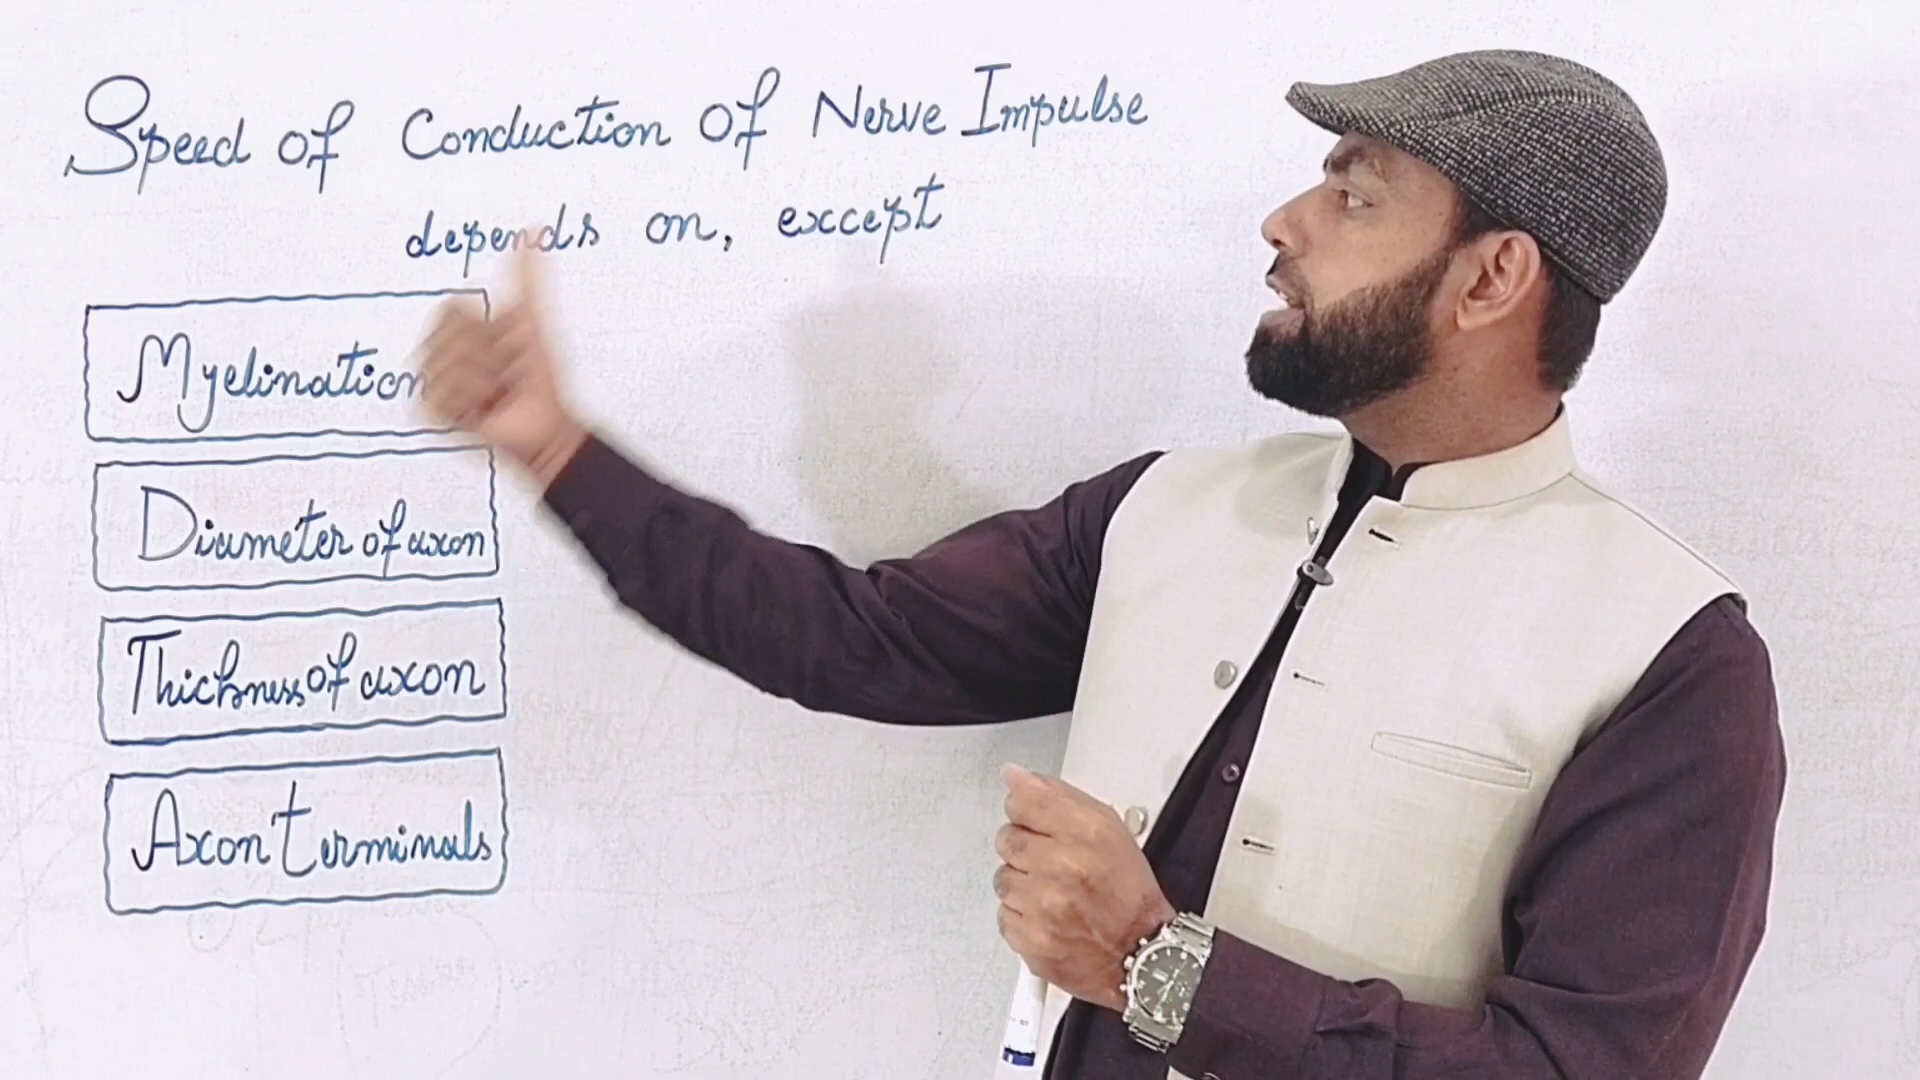 Speed of Conduction of Nerve Impulse
depends on, except
Myelination
Diameter of axon
Thickness of axon
Axon terminals